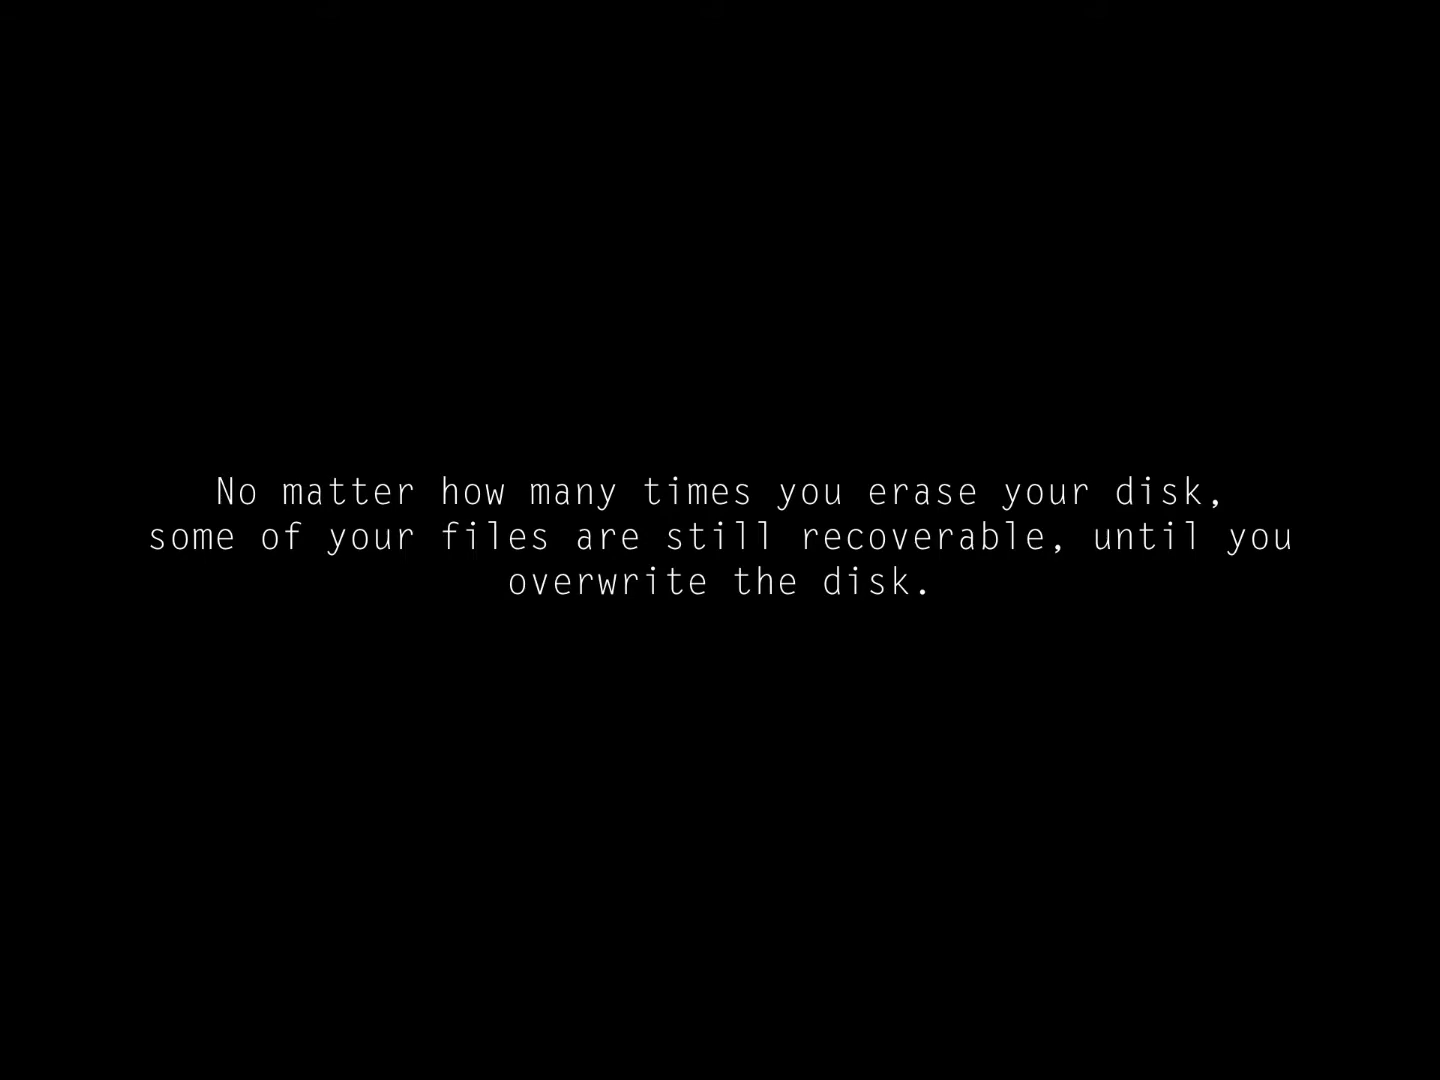 No matter how many times you erase your disk,
some of your files are still recoverable, until you
overwrite the disk.